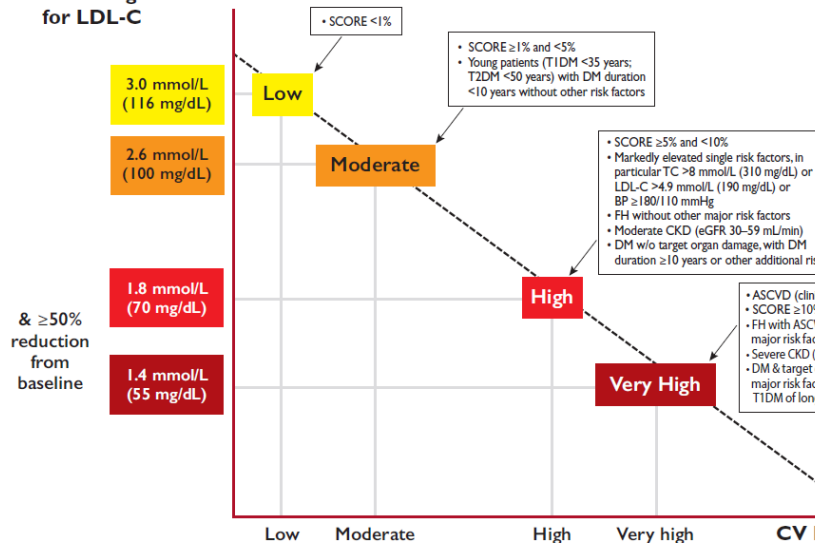 for LDL-C
3.0 mmol/L
(116 mg/dL)
2.6 mmol/L
(100 mg/dL)
1.8 mmol/L
(70 mg/dL)
& ≥50%
reduction
from
baseline
1.4 mmol/L
(55 mg/dL)
• SCORE <1%
Low
• SCORE ≥1% and <5%
• Young patients (T1DM <35 years;
T2DM <50 years) with DM duration
<10 years without other risk factors
Moderate
• SCORE ≥5% and <10%
• Markedly elevated single risk factors, in
particular TC >8 mmol/L (310 mg/dL) or
LDL-C >4.9 mmol/L (190 mg/dL) or
BP ≥180/110 mmHg
• FH without other major risk factors
• Moderate CKD (eGFR 30–59 mL/min)
• DM w/o target organ damage, with DM
duration ≥10 years or other additional
High
• ASCVD
• SCORE ≥10%
• FH with
major risk
• Severe CKD
• DM & target
major risk
T1DM of
Very High
Low
Moderate
High
Very high
CV